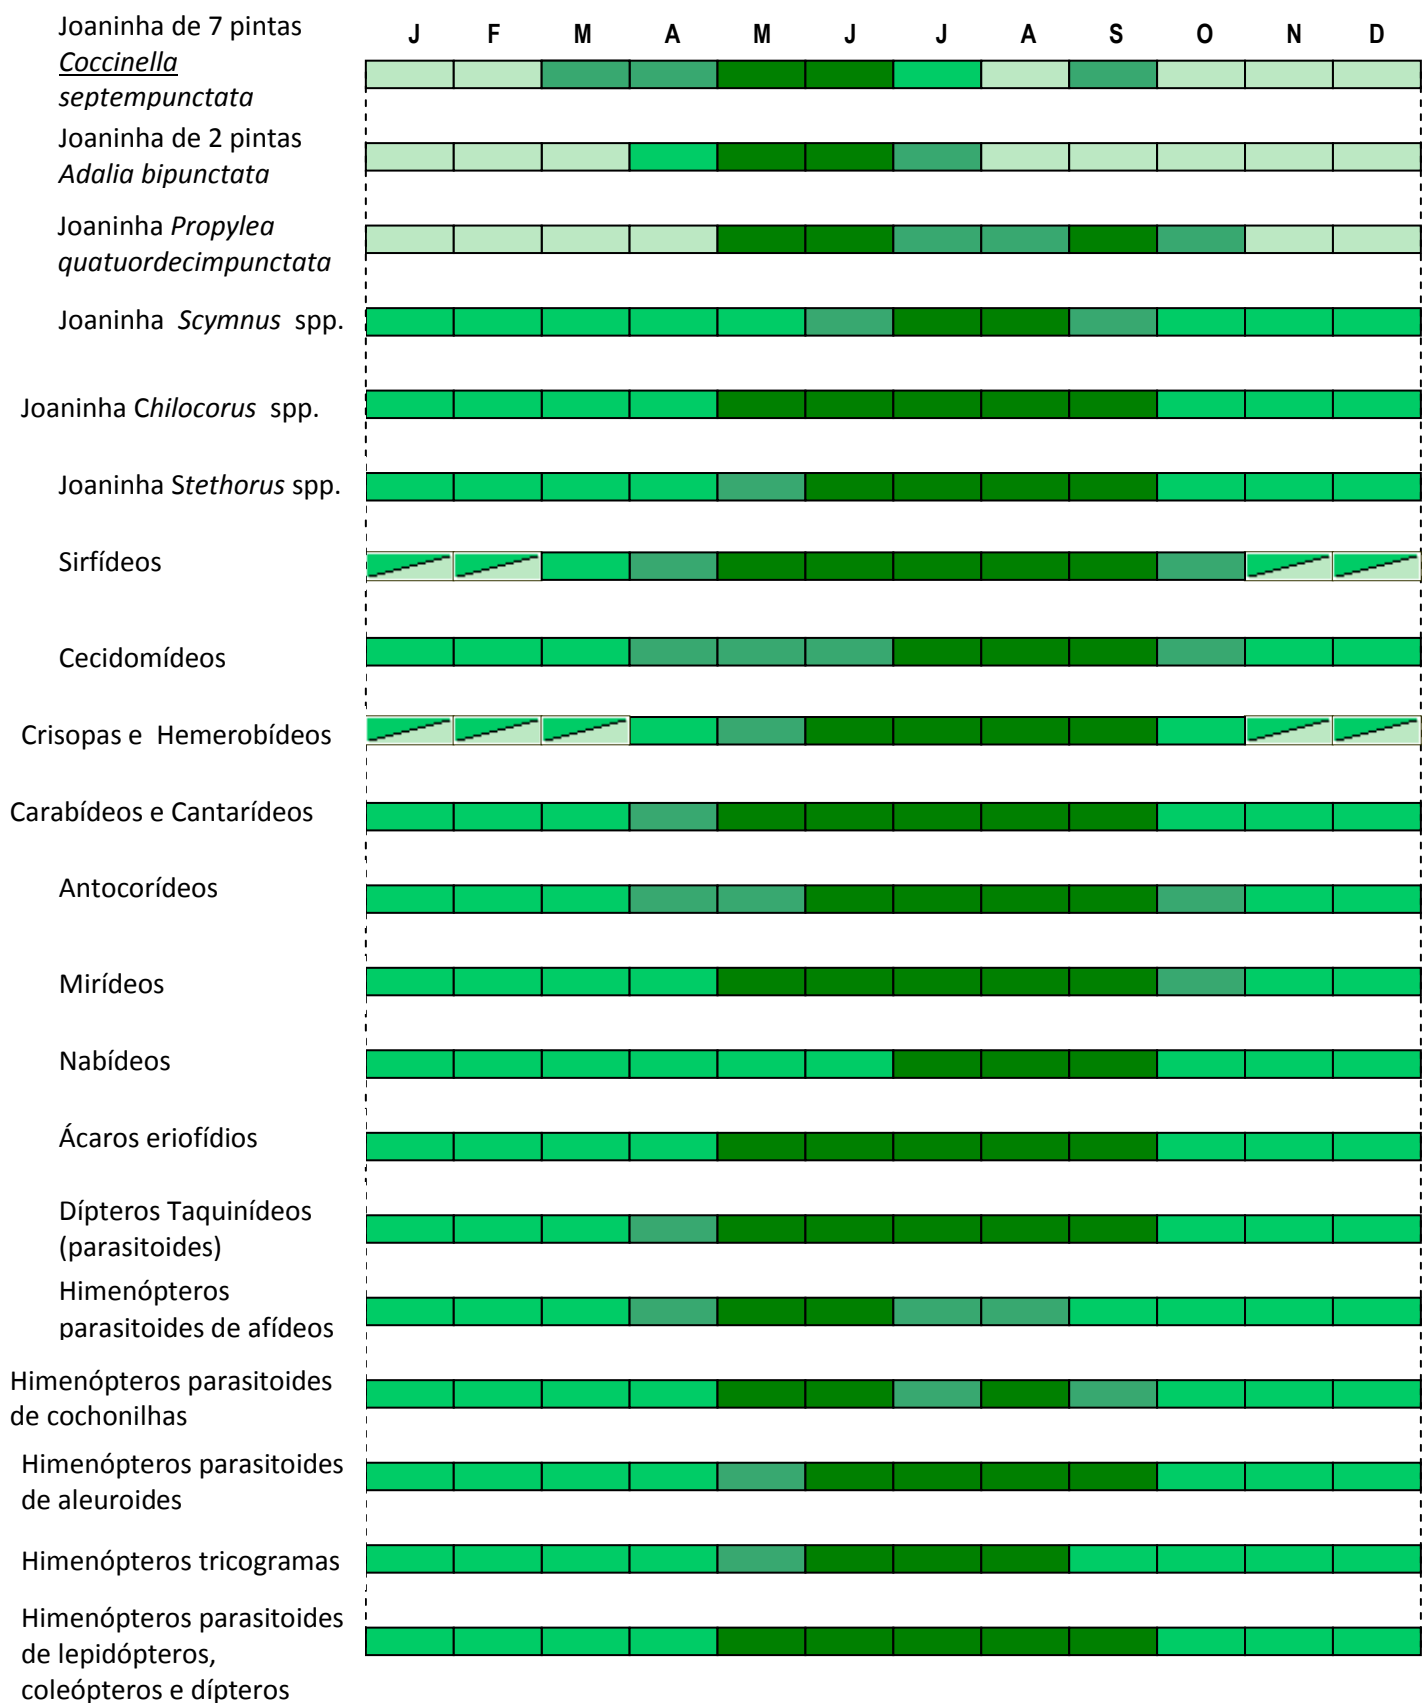 Joaninha de 7 pintas
J F M A M J J A S O N D
Coccinella
septempunctata
Joaninha de 2 pintas
Adalia bipunctata
Joaninha Propylea
quatuordecimpunctata
Joaninha Scymnus spp.
Joaninha Chilocorus spp.
Joaninha Stethorus spp.
Sirfídeos
Cecidomídeos
Crisopas e Hemerobídeos
Carabídeos e Cantarídeos
Antocorídeos
Mirídeos
Nabídeos
Ácaros eriofídios
Dípteros Taquinídeos
(parasitoides)
Himenópteros
parasitoides de afídeos
Himenópteros parasitoides
de cochonilhas
Himenópteros parasitoides
de aleuroides
Himenópteros tricogramas
Himenópteros parasitoides
de lepidópteros,
coleópteros e dípteros